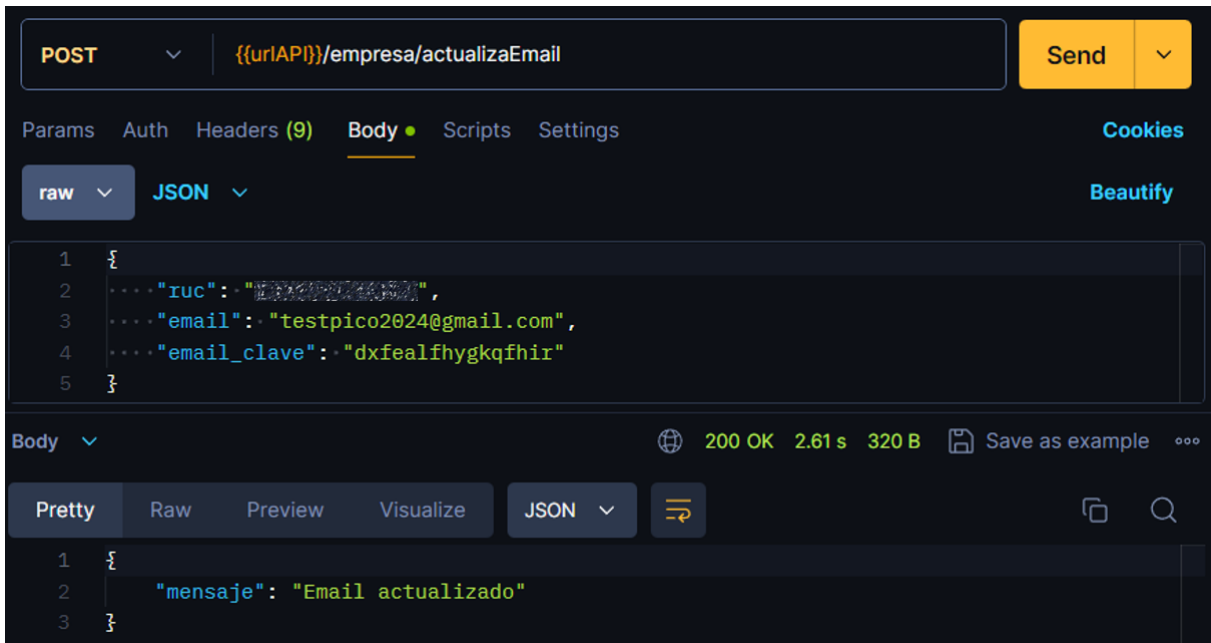 POST {{urlAPI}}/empresa/actualizaEmail Send
Params Auth Headers (9) Body Scripts Settings Cookies
raw JSON Beautify
1 {
2 "ruc": "",
3 "email": "testpico2024@gmail.com",
4 "email_clave": "dxfealfhygkqfhir"
5 }
Body 200 OK 2.61 s 320 B Save as example
Pretty Raw Preview Visualize JSON
1 {
2 "mensaje": "Email actualizado"
3 }